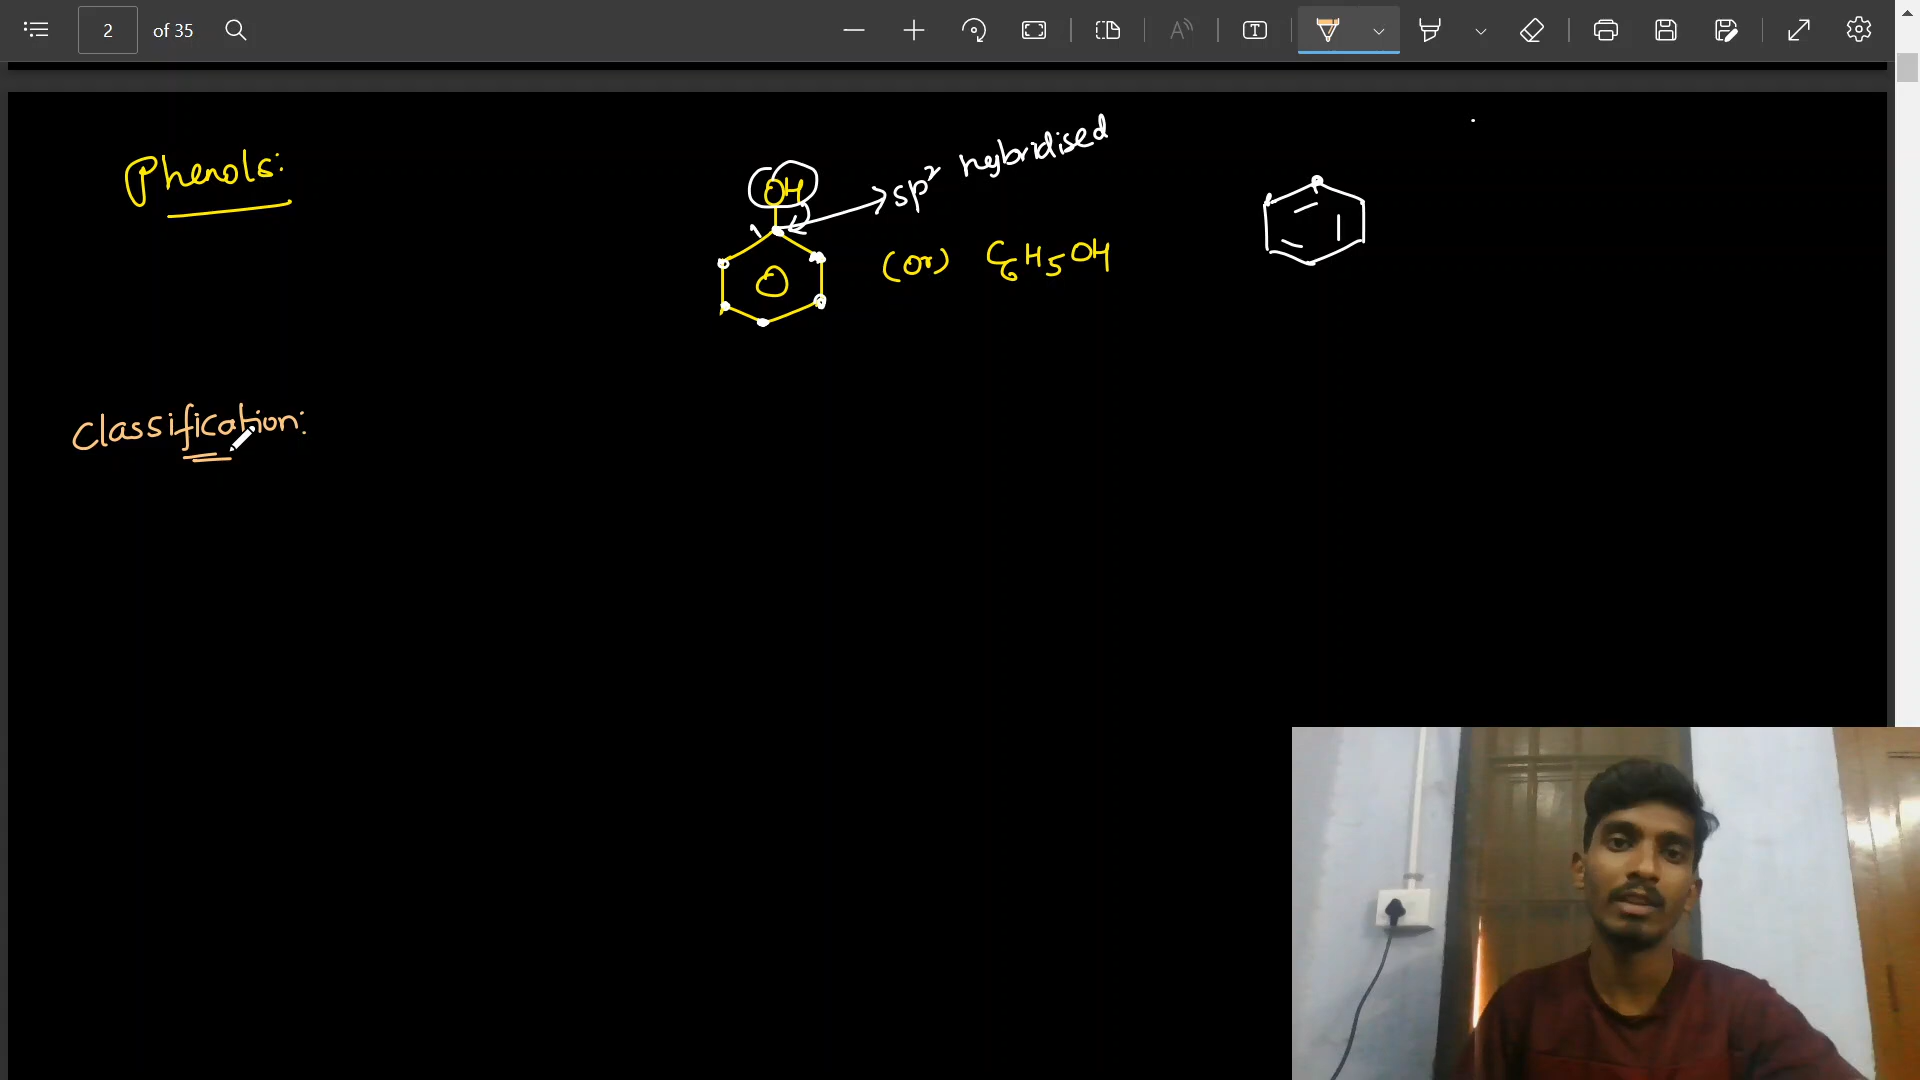 2 of 35
Phenols:
OH
sp² hybridised
(or) C₆H₅OH
Classification: